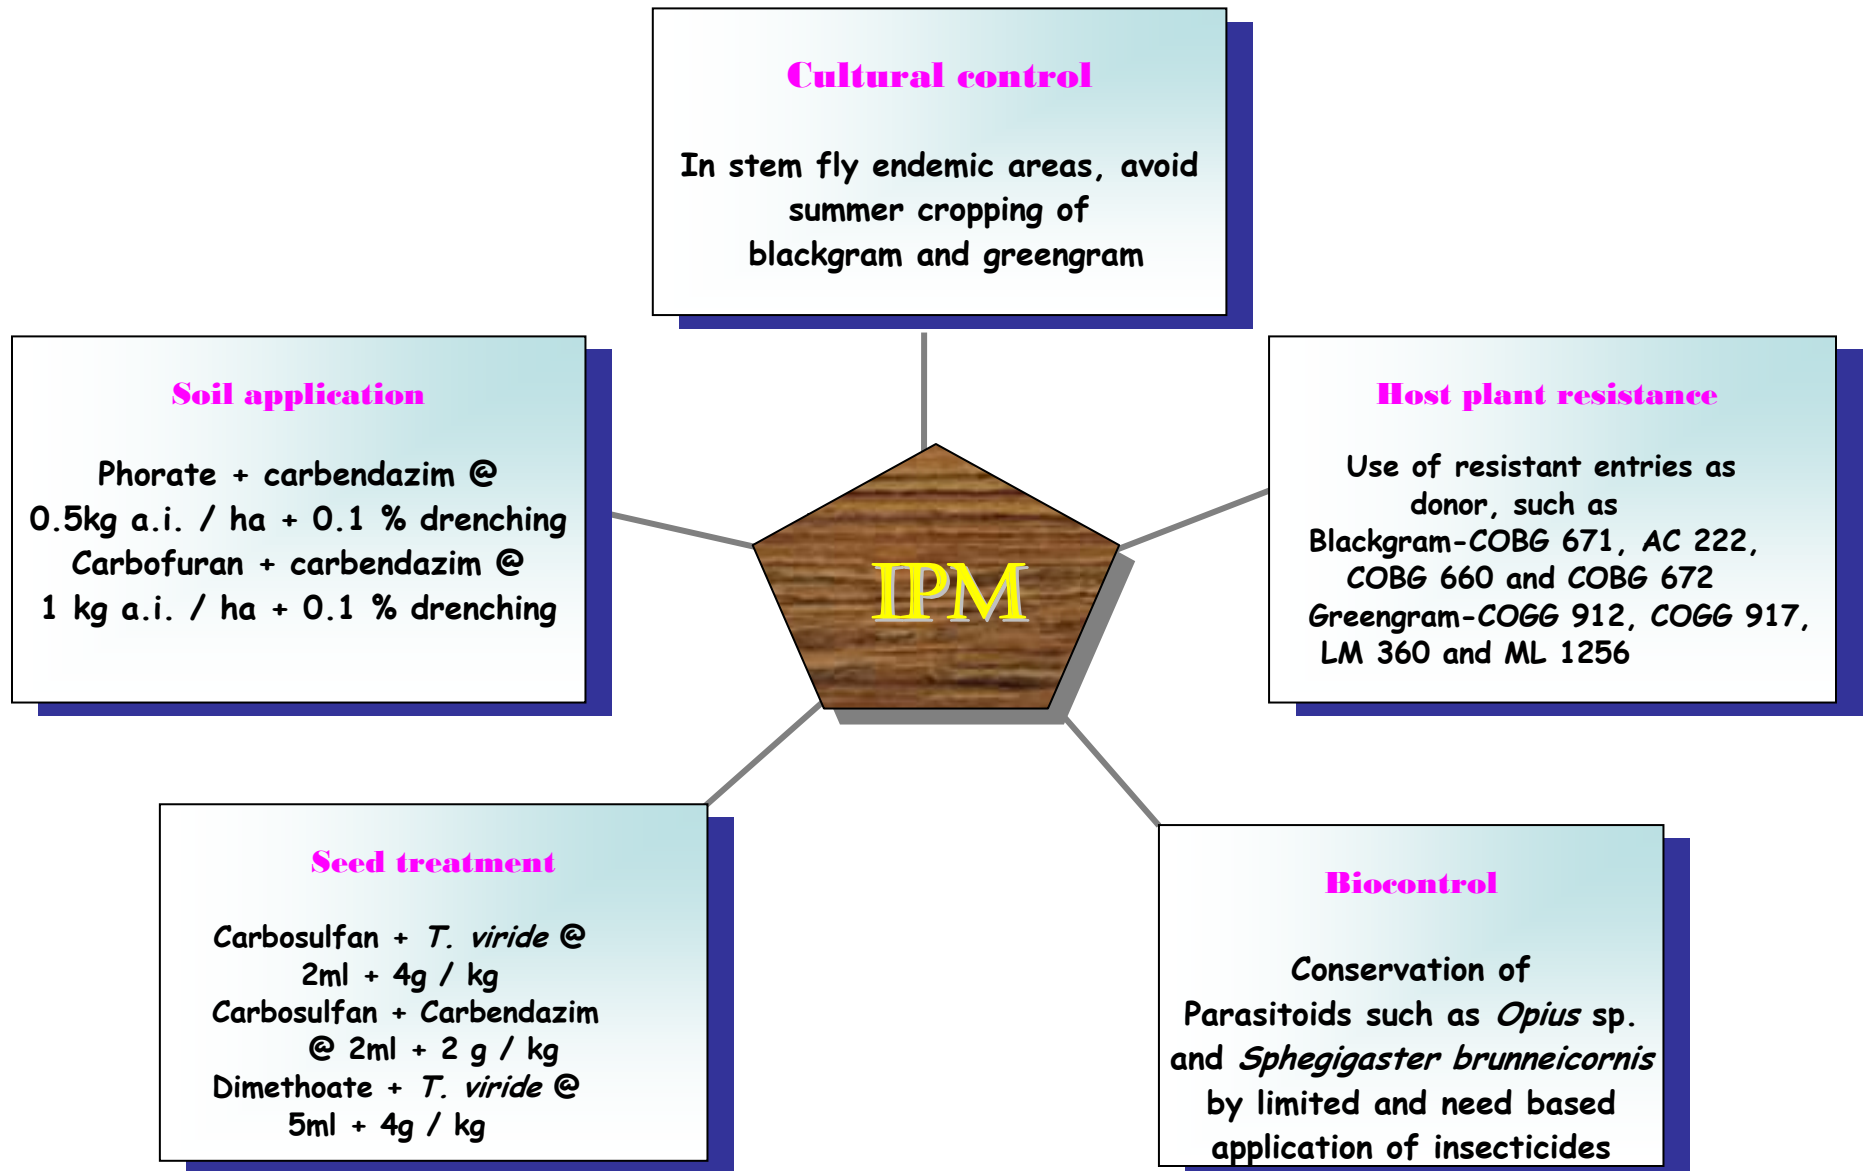 Cultural control
In stem fly endemic areas, avoid
summer cropping of
blackgram and greengram
Soil application
Phorate + carbendazim @
0.5kg a.i. / ha + 0.1 % drenching
Carbofuran + carbendazim @
1 kg a.i. / ha + 0.1 % drenching
Host plant resistance
Use of resistant entries as
donor, such as
Blackgram-COBG 671, AC 222,
COBG 660 and COBG 672
Greengram-COGG 912, COGG 917,
LM 360 and ML 1256
IPM
Seed treatment
Carbosulfan + T. viride @
2ml + 4g / kg
Carbosulfan + Carbendazim
@ 2ml + 2 g / kg
Dimethoate + T. viride @
5ml + 4g / kg
Biocontrol
Conservation of
Parasitoids such as Opius sp.
and Sphegigaster brunneicornis
by limited and need based
application of insecticides